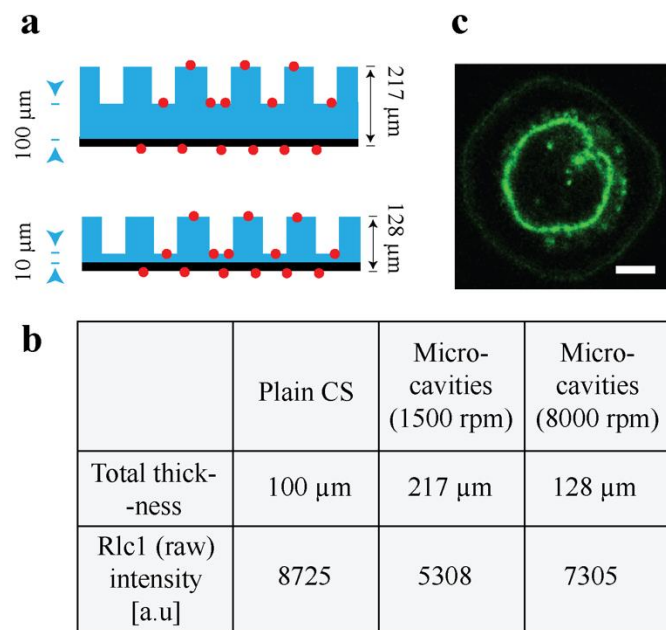 a
c
100 µm
217 µm
10 µm
128 µm
b
Plain CS
Micro-
cavities
(1500 rpm)
Micro-
cavities
(8000 rpm)
Total thick-
-ness
100 µm
217 µm
128 µm
Rlc1 (raw)
intensity
[a.u]
8725
5308
7305